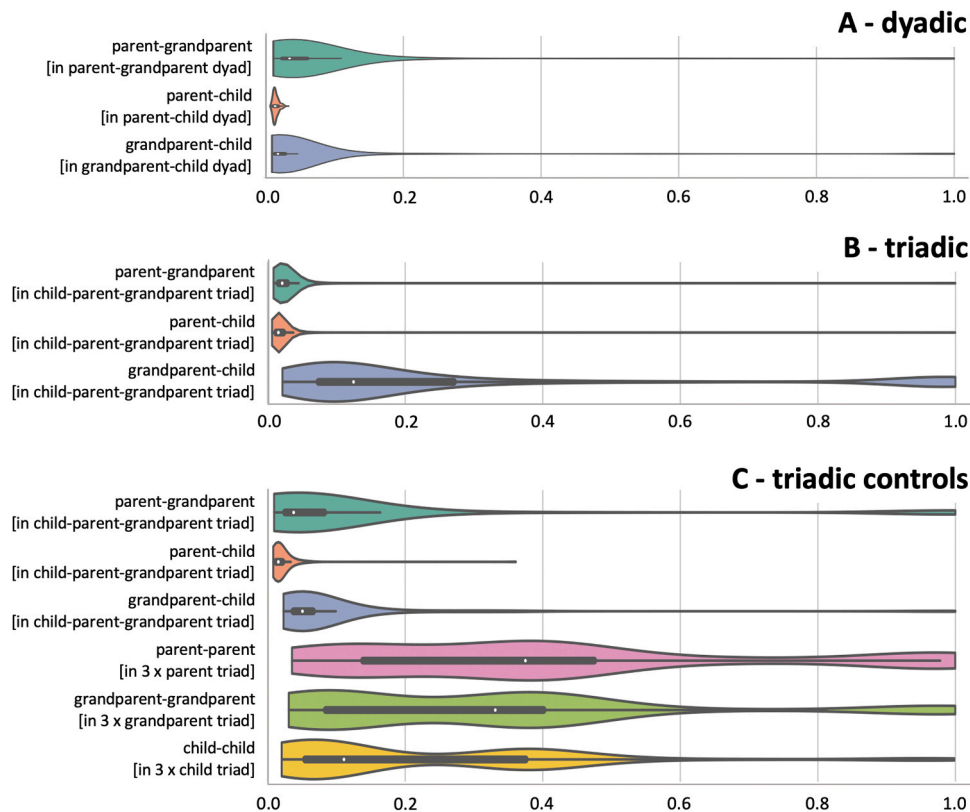 A - dyadic
parent-grandparent
[in parent-grandparent dyad]
parent-child
[in parent-child dyad]
grandparent-child
[in grandparent-child dyad]
0.0 0.2 0.4 0.6 0.8 1.0
B - triadic
parent-grandparent
[in child-parent-grandparent triad]
parent-child
[in child-parent-grandparent triad]
grandparent-child
[in child-parent-grandparent triad]
0.0 0.2 0.4 0.6 0.8 1.0
C - triadic controls
parent-grandparent
[in child-parent-grandparent triad]
parent-child
[in child-parent-grandparent triad]
grandparent-child
[in child-parent-grandparent triad]
parent-parent
[in 3 x parent triad]
grandparent-grandparent
[in 3 x grandparent triad]
child-child
[in 3 x child triad]
0.0 0.2 0.4 0.6 0.8 1.0